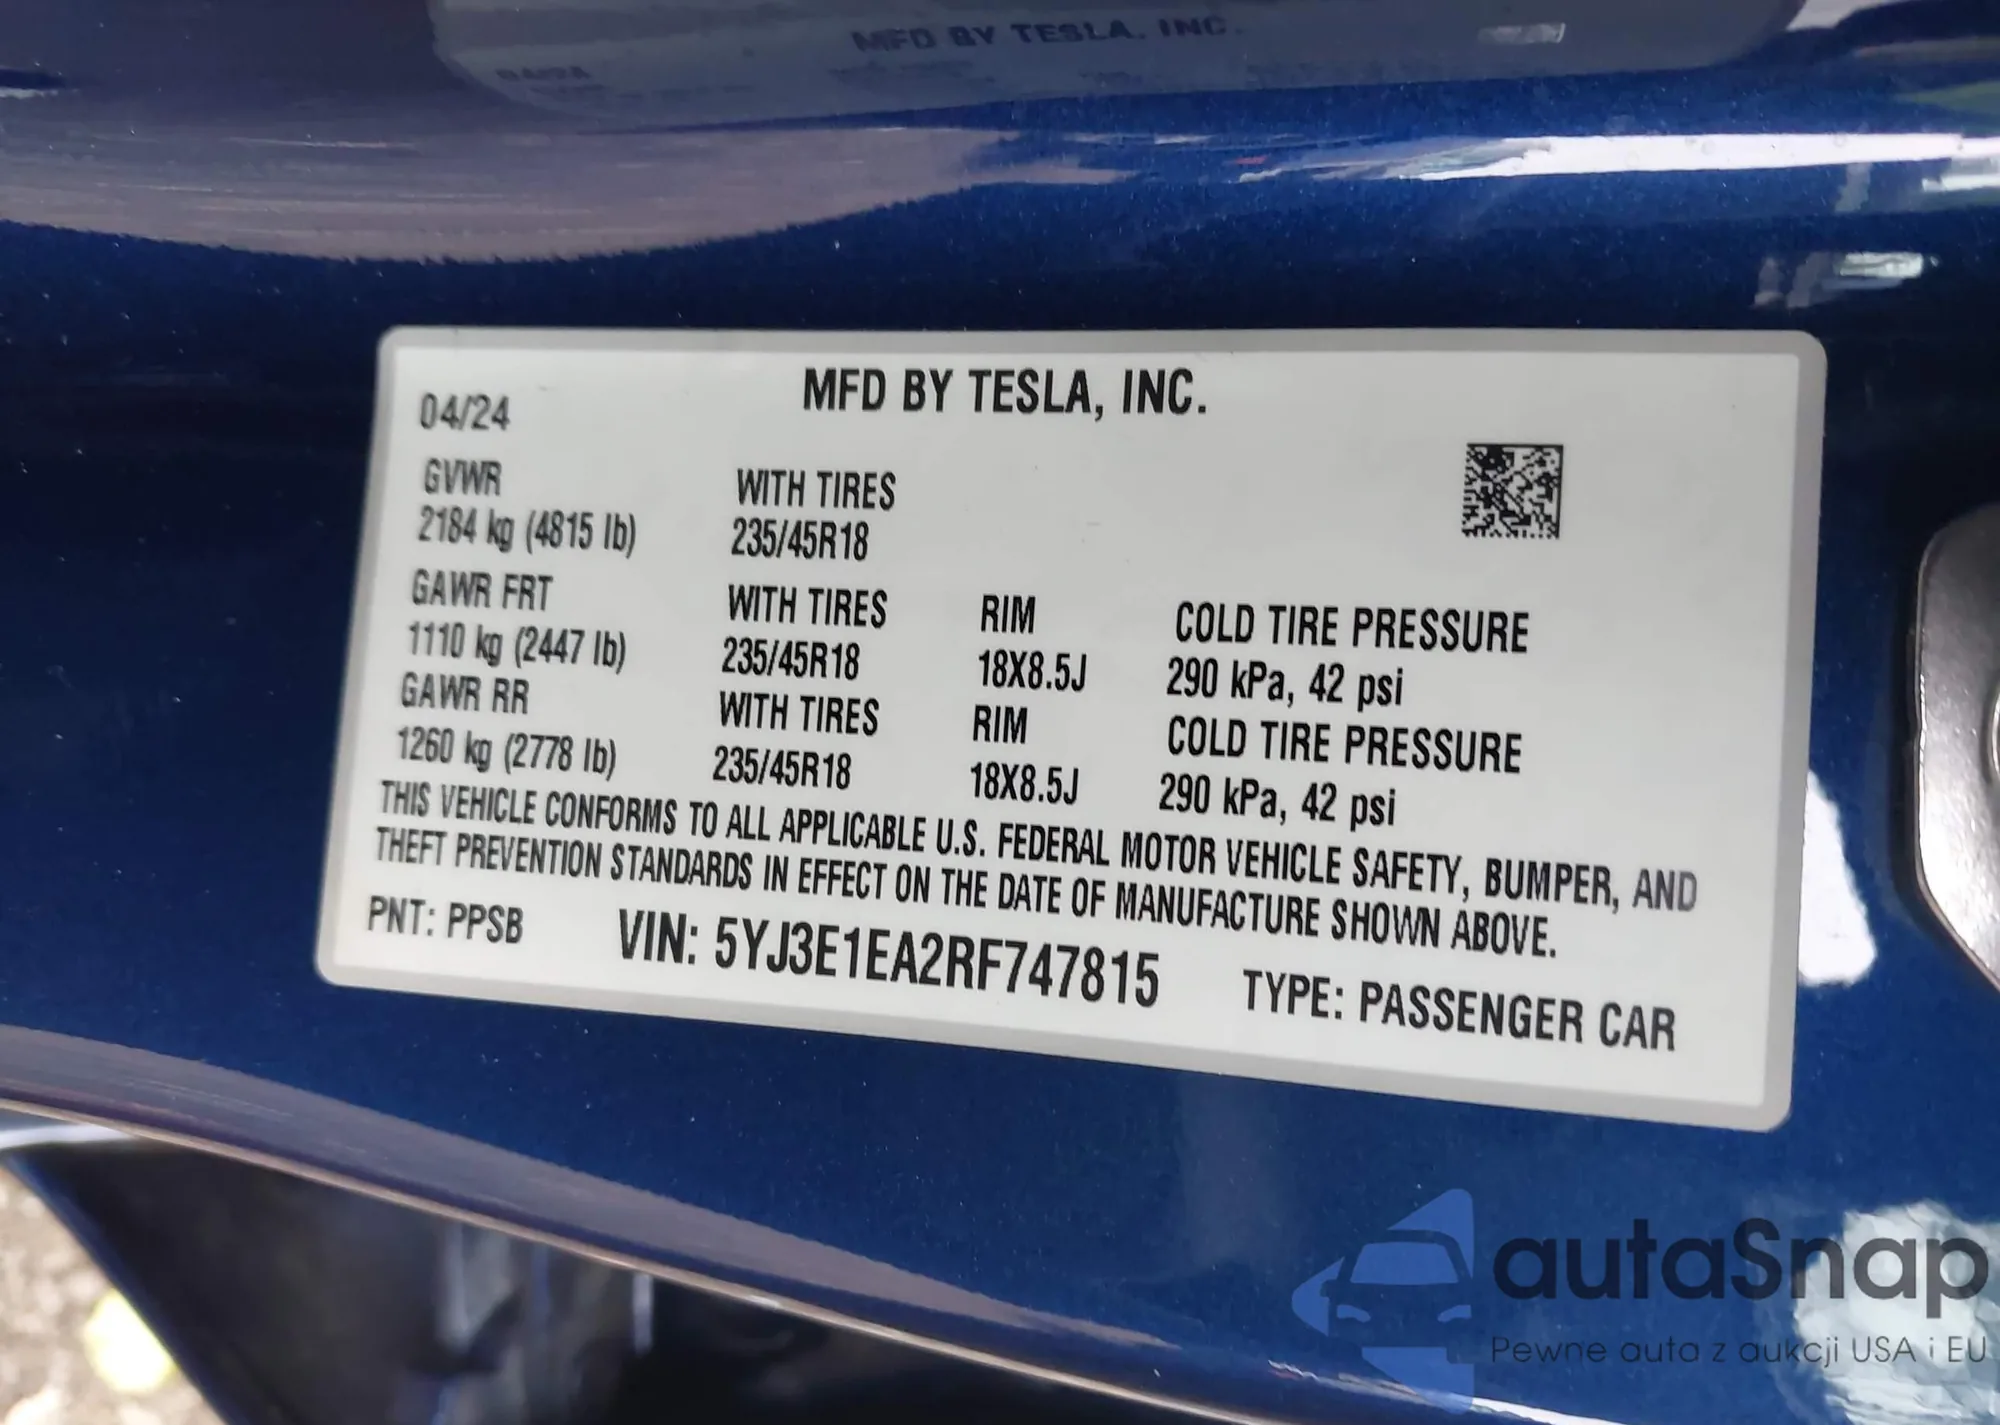 MFD BY TESLA, INC.
MFD BY TESLA, INC.
04/24
GVWR WITH TIRES
2184 kg (4815 lb) 235/45R18
GAWR FRT WITH TIRES RIM COLD TIRE PRESSURE
1110 kg (2447 lb) 235/45R18 18X8.5J 290 kPa, 42 psi
GAWR RR WITH TIRES RIM COLD TIRE PRESSURE
1260 kg (2778 lb) 235/45R18 18X8.5J 290 kPa, 42 psi
THIS VEHICLE CONFORMS TO ALL APPLICABLE U.S. FEDERAL MOTOR VEHICLE SAFETY, BUMPER, AND
THEFT PREVENTION STANDARDS IN EFFECT ON THE DATE OF MANUFACTURE SHOWN ABOVE.
PNT: PPSB VIN: 5YJ3E1EA2RF747815 TYPE: PASSENGER CAR
autaSnap
Pewne auta z aukcji USA i EU